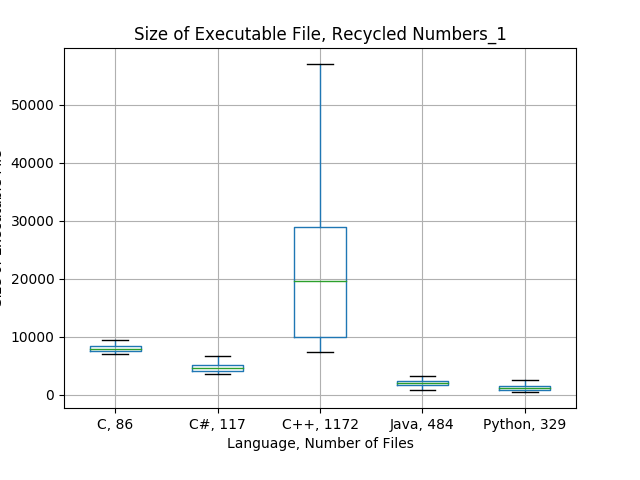 Size of Executable File, Recycled Numbers_1
50000
40000
30000
20000
10000
0
C, 86
C#, 117
C++, 1172
Java, 484
Python, 329
Language, Number of Files